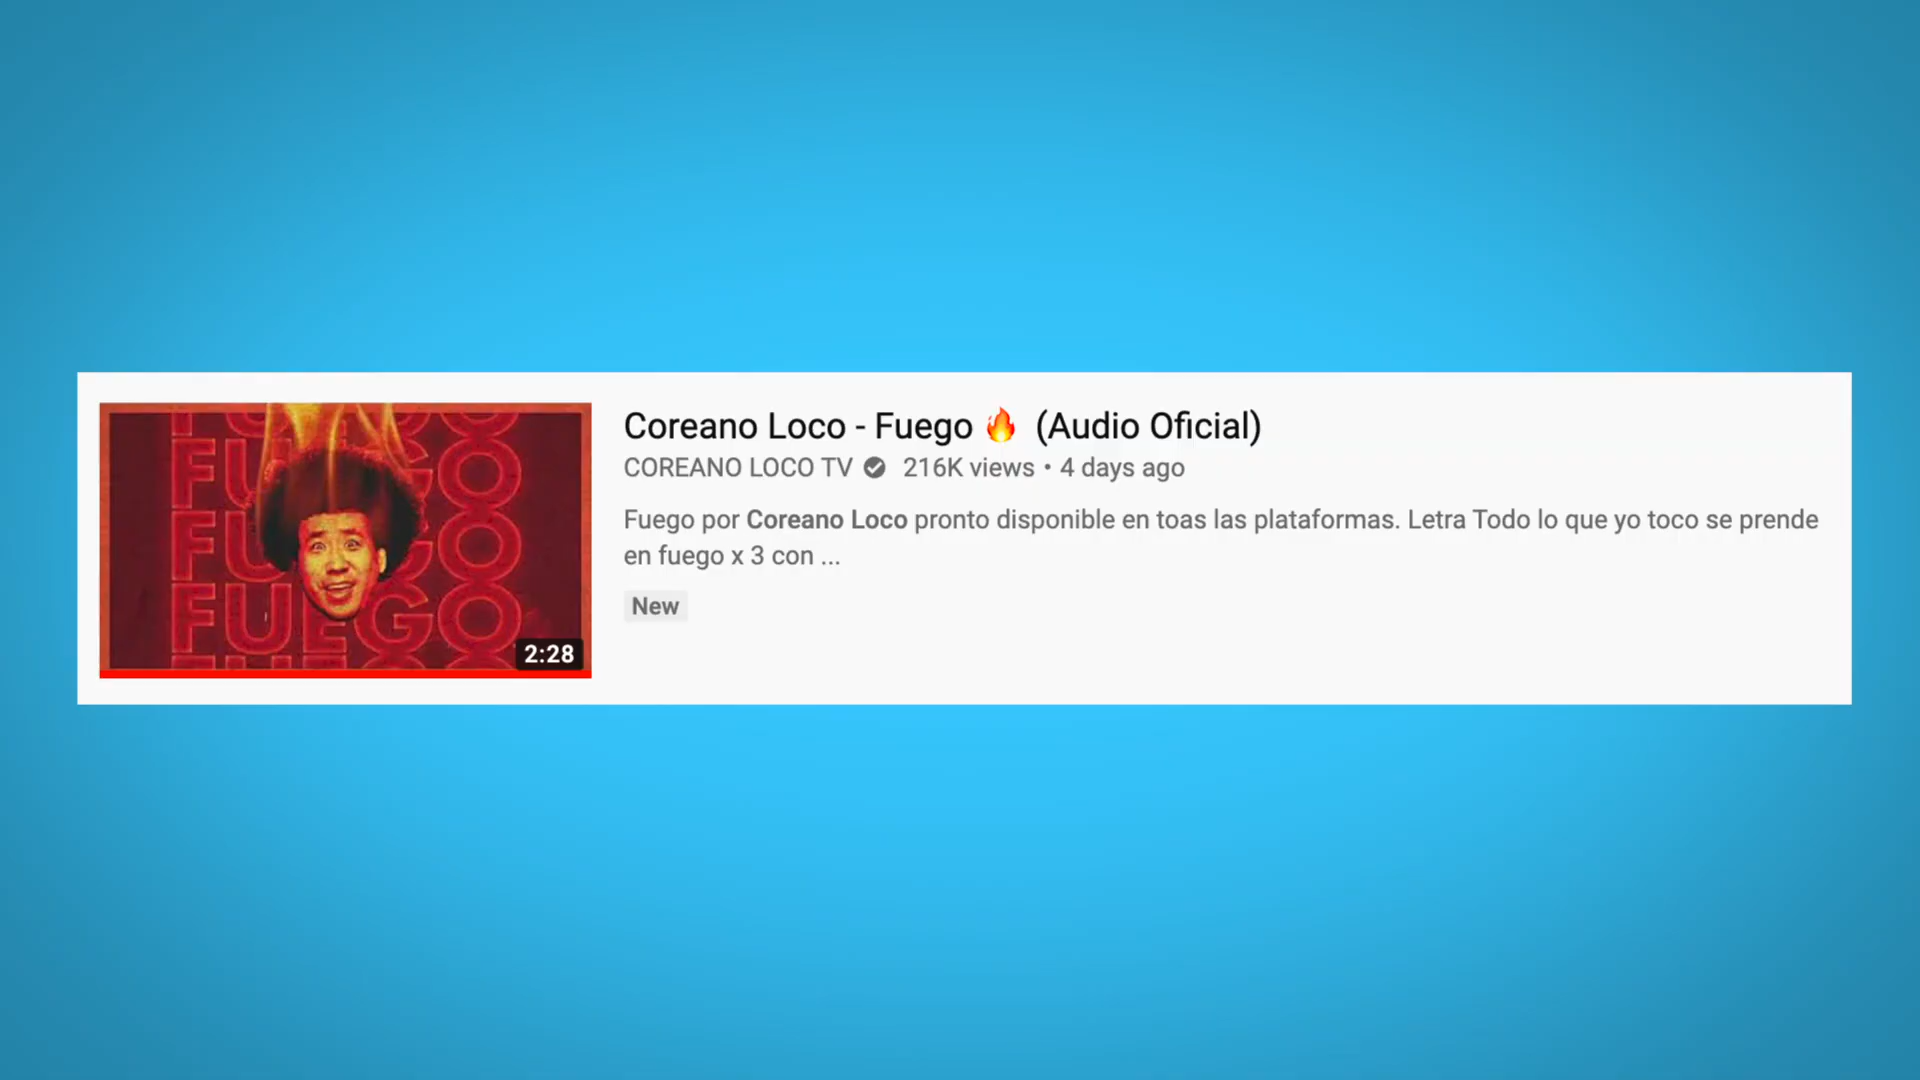 FUEGO
FUEGO
FUEGO
FUEGO
FUEGO
2:28
Coreano Loco - Fuego 🔥 (Audio Oficial)
COREANO LOCO TV 216K views • 4 days ago
Fuego por Coreano Loco pronto disponible en toas las plataformas. Letra Todo lo que yo toco se prende
en fuego x 3 con ...
New